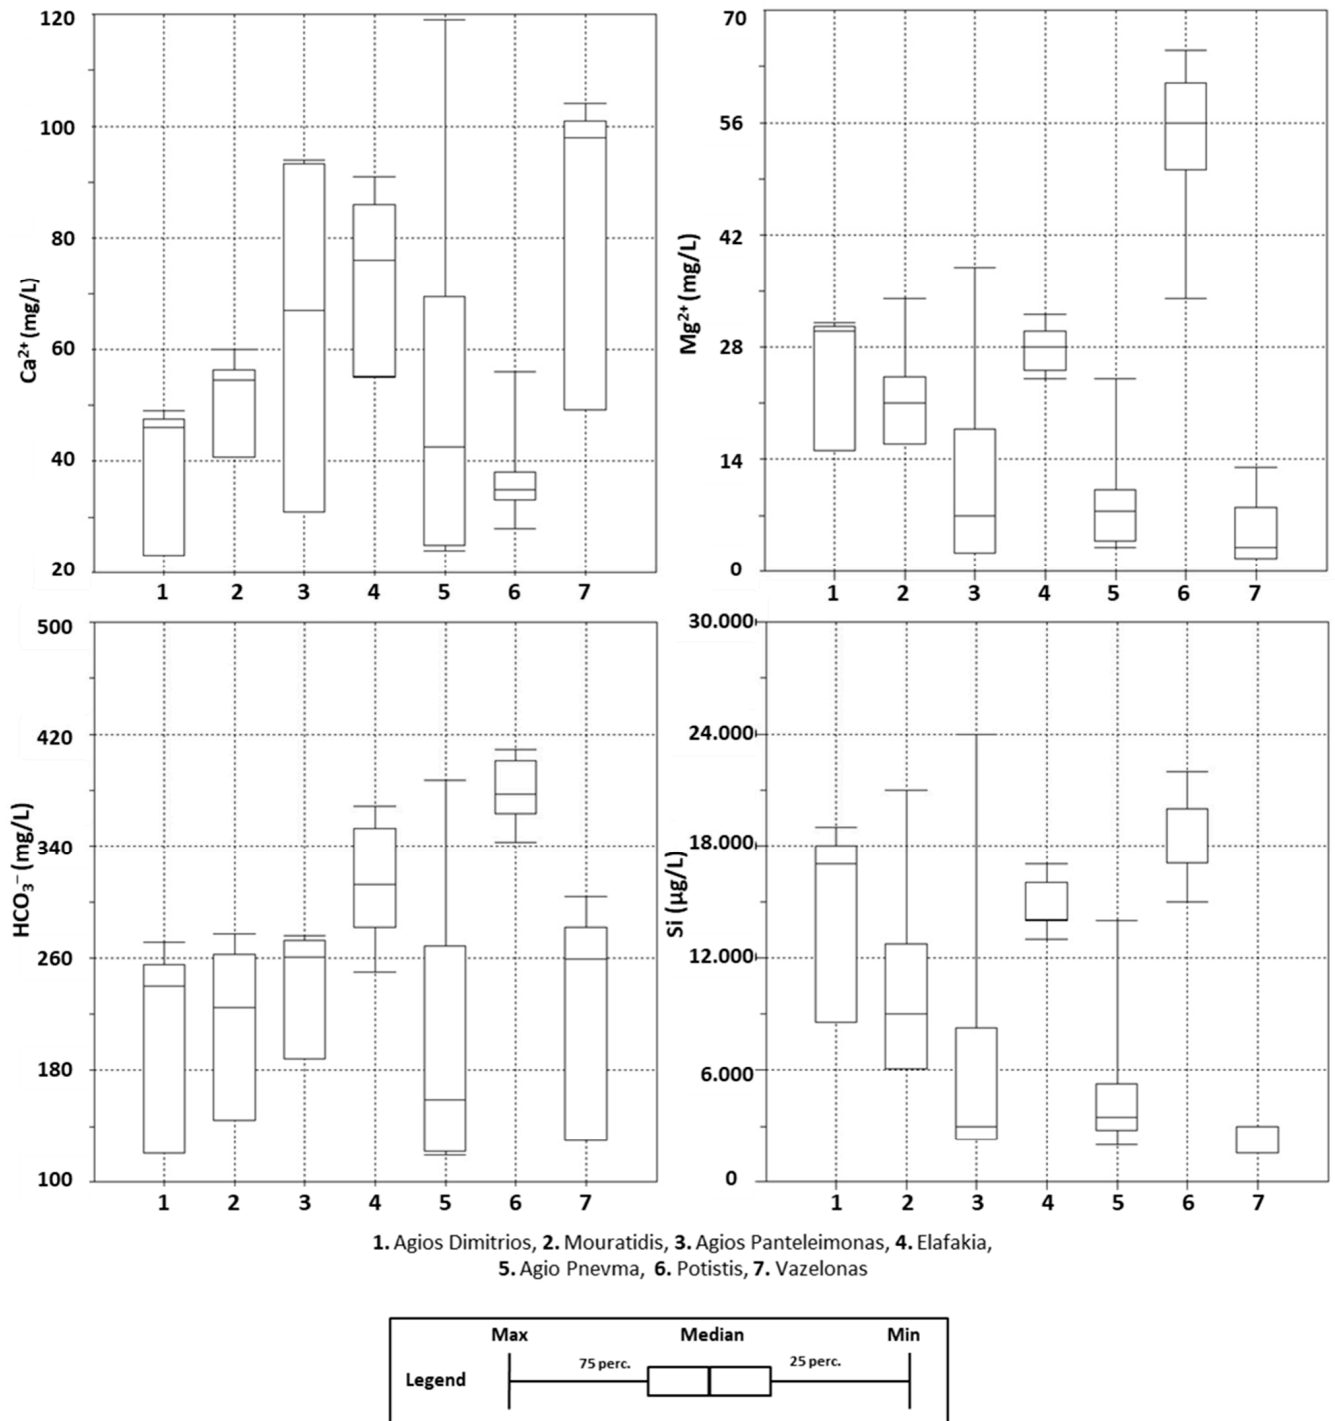 120
100
80
60
40
20
Ca²⁺ (mg/L)
1 2 3 4 5 6 7
70
56
42
28
14
0
Mg²⁺ (mg/L)
1 2 3 4 5 6 7
500
420
340
260
180
100
HCO₃⁻ (mg/L)
1 2 3 4 5 6 7
30.000
24.000
18.000
12.000
6.000
0
Si (µg/L)
1 2 3 4 5 6 7
1. Agios Dimitrios, 2. Mouratidis, 3. Agios Panteleimonas, 4. Elafakia,
5. Agio Pnevma, 6. Potistis, 7. Vazelonas
Max Median Min
75 perc. 25 perc.
Legend